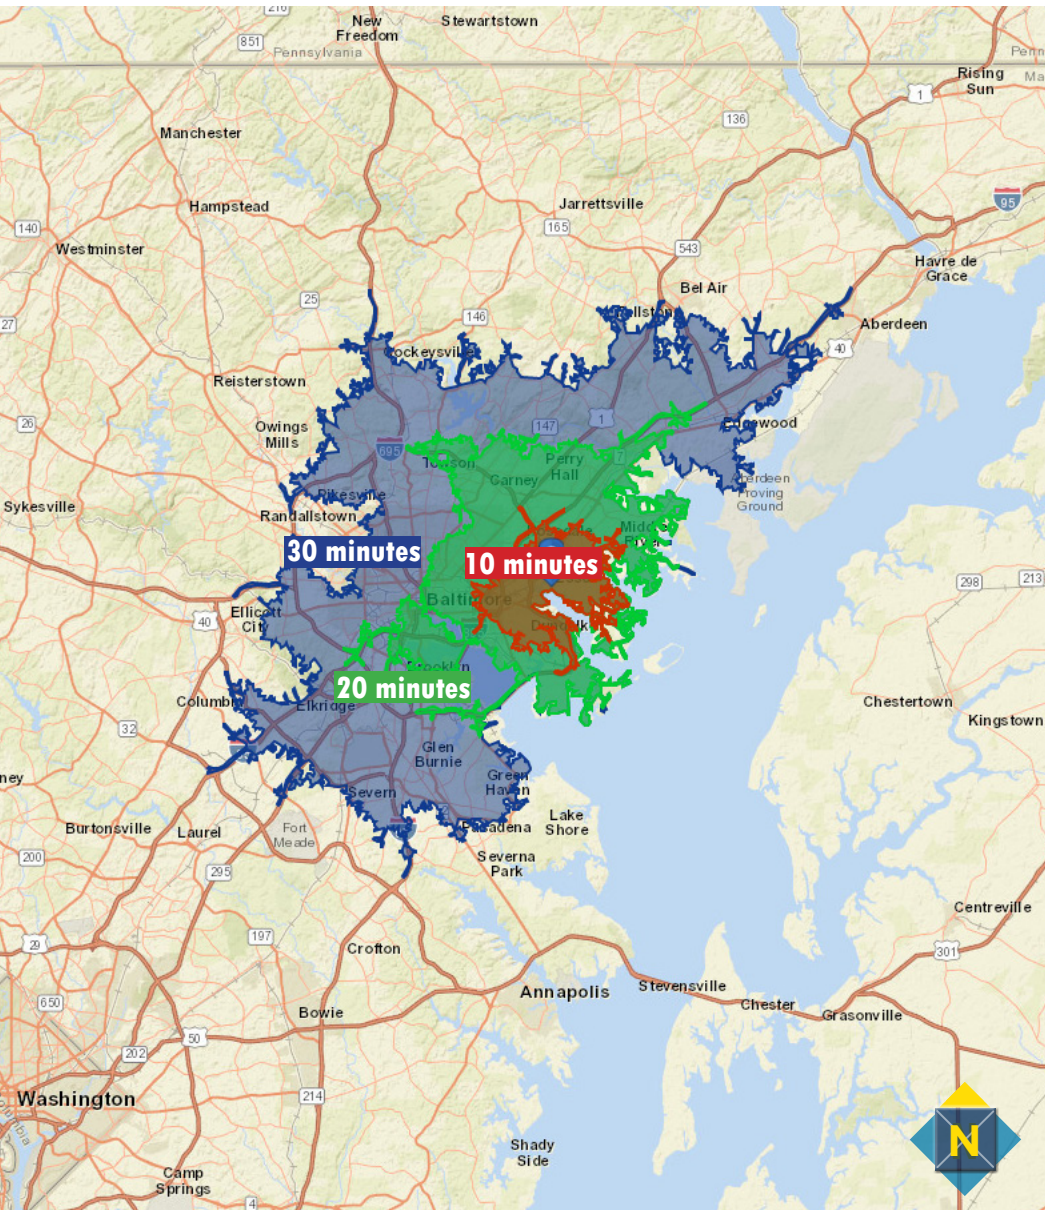 216
New
Freedom
Stewartstown
851
Pennsylvania
Penn
Rising
Sun
Ma
1
136
Manchester
Hampstead
Jarrettsville
95
140
165
Westminster
543
Havre de
Grace
Bel Air
25
146
27
Aberdeen
40
Cockeysville
Reisterstown
26
Owings
Mills
147
1
Edgewood
695
Towson
Perry
Hall
7
Carney
Aberdeen
Proving
Ground
Pikesville
Sykesville
Randallstown
Middle
River
30 minutes
10 minutes
298
213
Baltimore
Ellicott
City
40
Dundalk
Brooklyn
20 minutes
Columbia
Elkridge
Chestertown
Kingstown
32
Glen
Burnie
ney
Green
Haven
Severn
Burtonsville
Laurel
Fort
Meade
Pasadena
Lake
Shore
200
Severna
Park
295
Centreville
197
29
Crofton
301
650
Annapolis
Stevensville
Chester
Bowie
Grasonville
50
202
Washington
214
N
Shady
Side
Camp
Springs
4